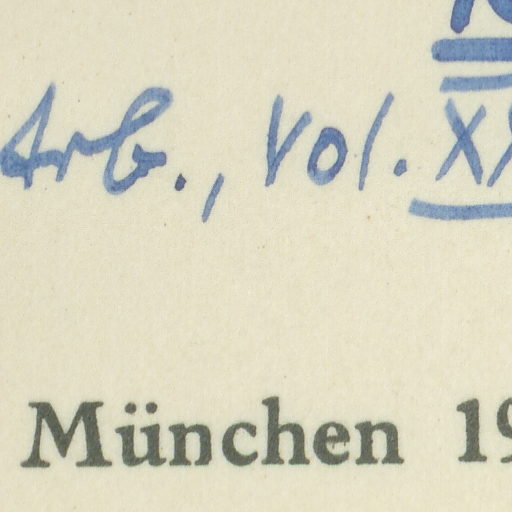 Arb., Vol. X
München 19